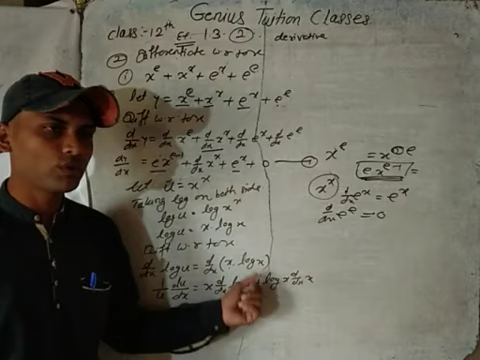 Genius Tuition Classes
class:- 12th Ex - 13. ② derivative
② Differentiate w.r to x
① x^e + x^x + e^x + e^e
let y = x^e + x^x + e^x + e^e
Diff w r to x
d/dx y = d/dx x^e + d/dx x^x + d/dx e^x + d/dx e^e
dy/dx = e x^(e-1) + d/dx x^x + e^x + 0 — ①
let u = x^x
Taking log on both side
log u = log x^x
log u = x · log x
Diff w.r to x
d/dx log u = d/dx (x · log x)
1/u du/dx = x d/dx log x d/dx x
x^e =
e x^(e-1) =
x^x d/dx e^x = e^x
d/dx e^e = 0